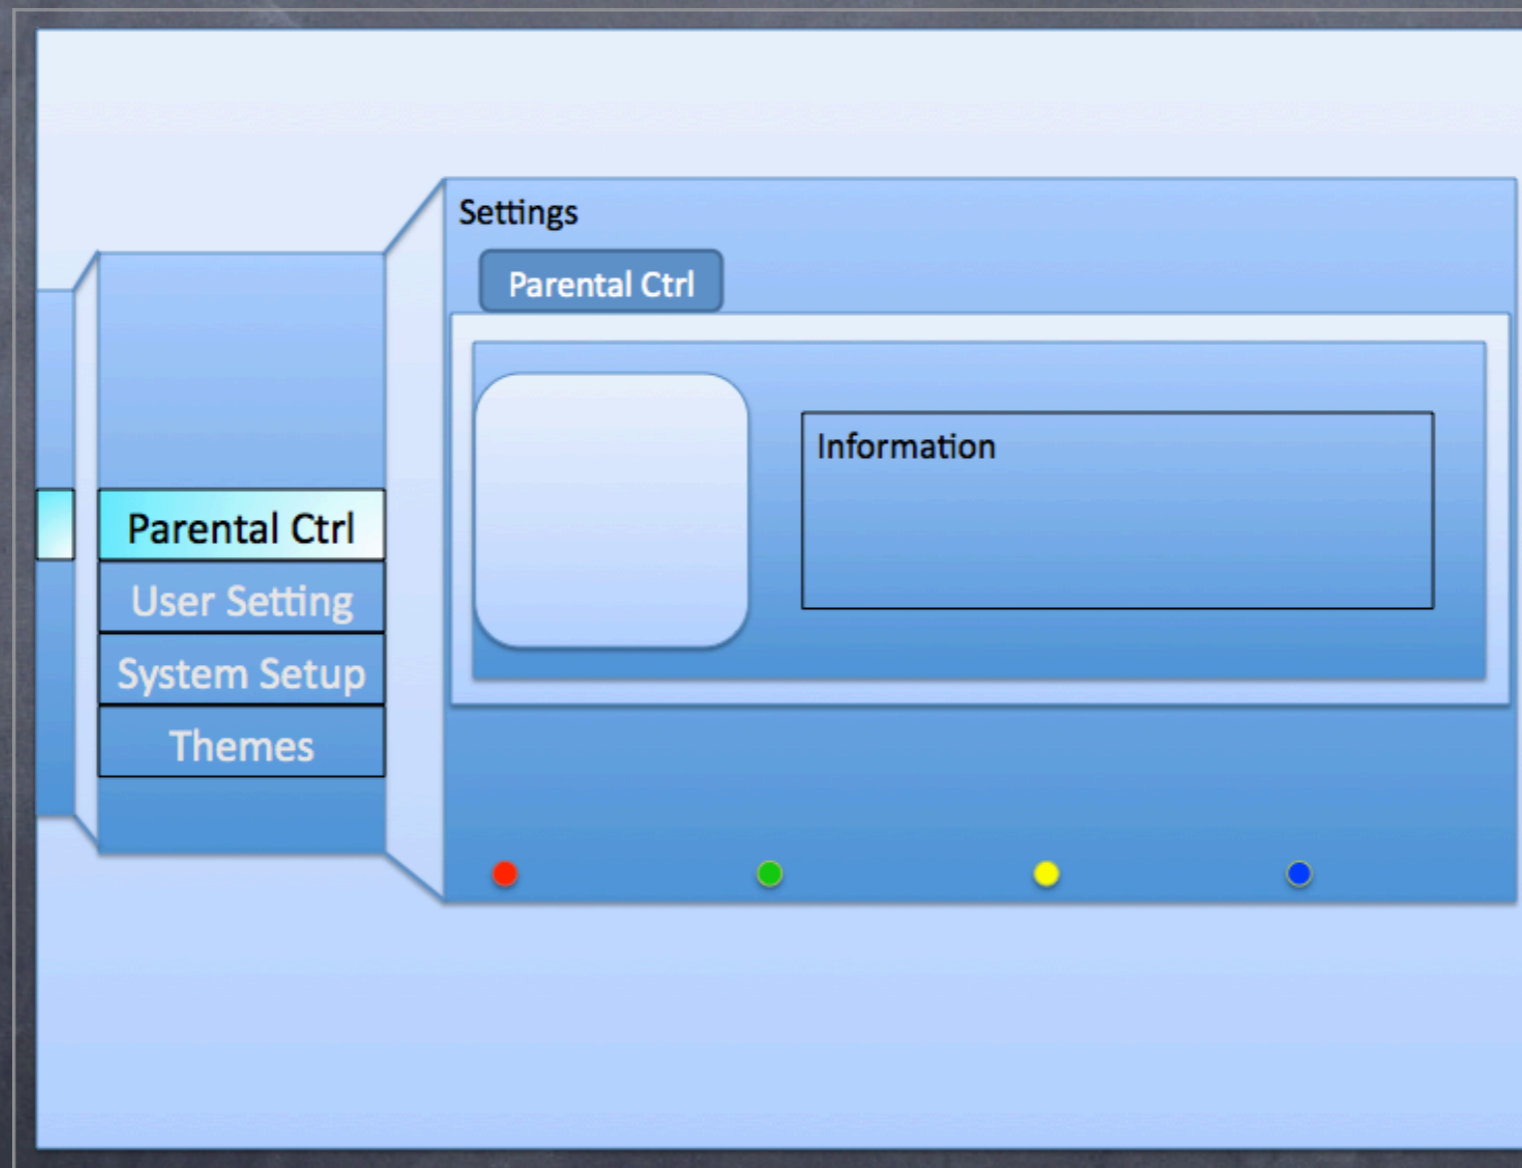 Settings
Parental Ctrl
Information
Parental Ctrl
User Setting
System Setup
Themes